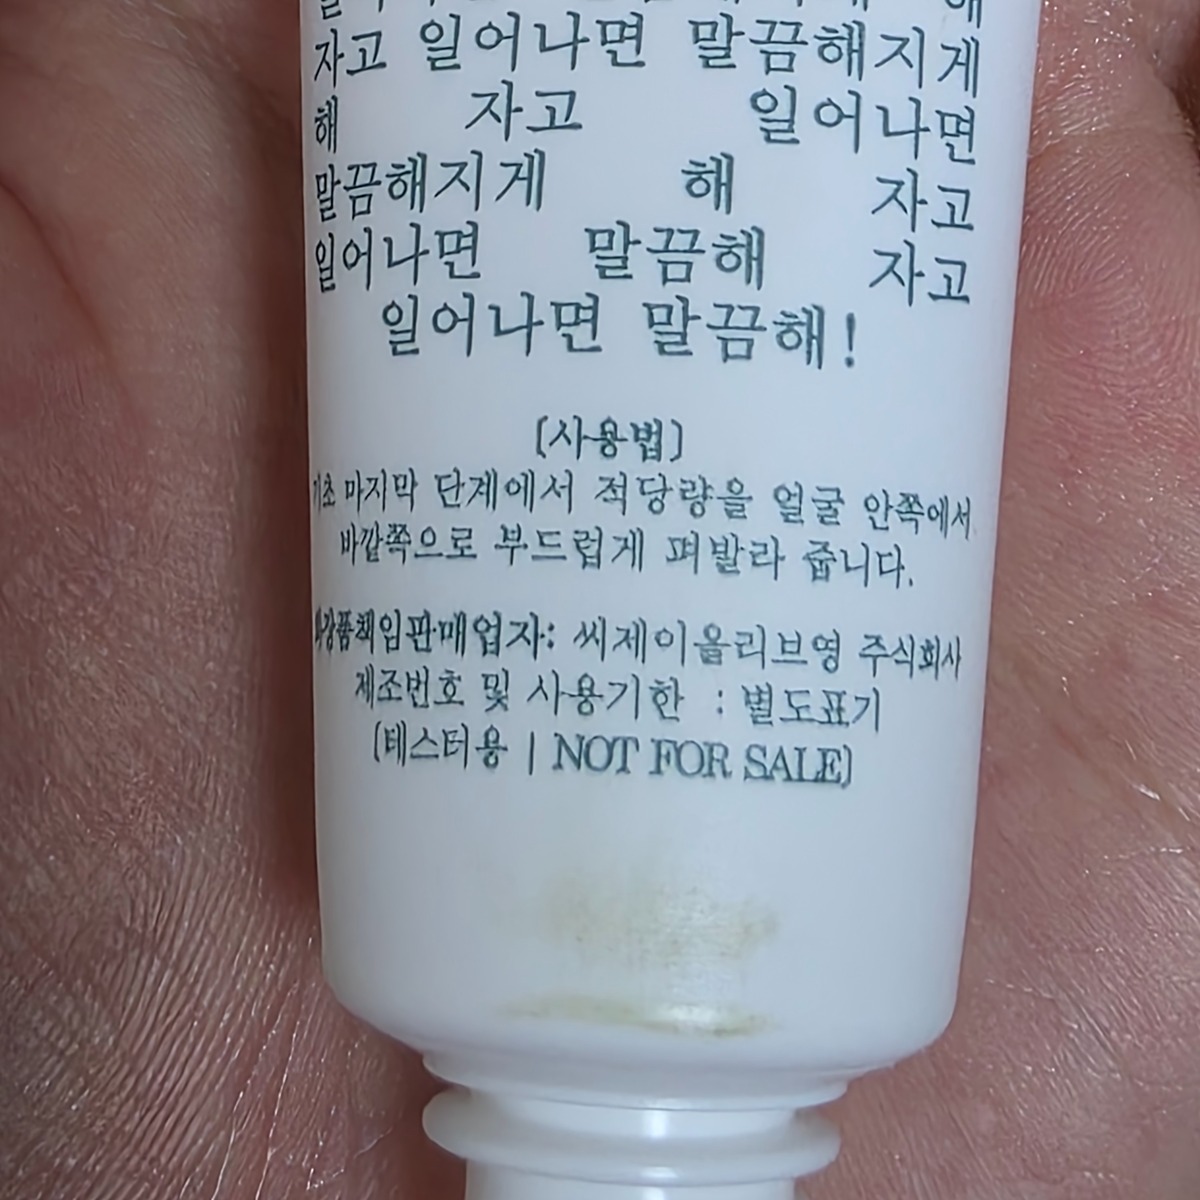 자고 일어나면 말끔해지게
해 자고 일어나면
말끔해지게 해 자고
일어나면 말끔해 자고
일어나면 말끔해!
[사용법]
기초 마지막 단계에서 적당량을 얼굴 안쪽에서
바깥쪽으로 부드럽게 펴발라 줍니다.
화장품책임판매업자: 씨제이올리브영 주식회사
제조번호 및 사용기한 : 별도표기
[테스터용 | NOT FOR SALE]